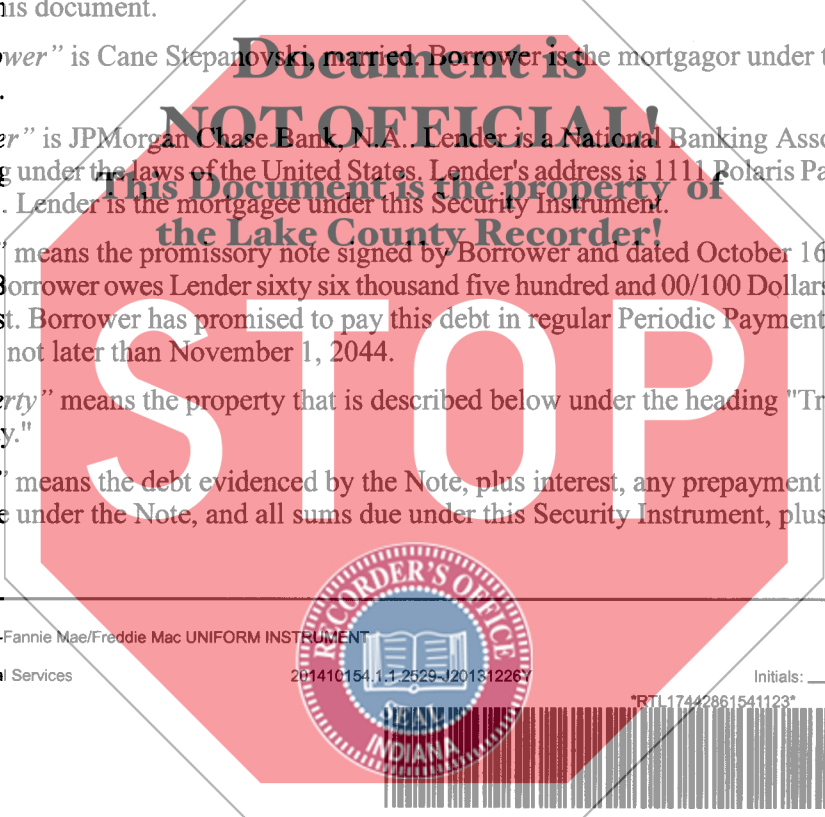 his document.
wer” is Cane Stepanovski, married. Borrower is the mortgagor under
Document is
.
NOT OFFICIAL!
er” is JPMorgan Chase Bank, N.A.. Lender is a National Banking Asso
g under the laws of the United States. Lender's address is 1111 Polaris Pa
This Document is the property of
. Lender is the mortgagee under this Security Instrument.
the Lake County Recorder!
” means the promissory note signed by Borrower and dated October 16
Borrower owes Lender sixty six thousand five hundred and 00/100 Dollars
st. Borrower has promised to pay this debt in regular Periodic Payment
not later than November 1, 2044.
STOP
erty” means the property that is described below under the heading "Tr
y."
” means the debt evidenced by the Note, plus interest, any prepayment
e under the Note, and all sums due under this Security Instrument, plus
RECORDER'S OFFICE
-Fannie Mae/Freddie Mac UNIFORM INSTRUMENT
l Services 201410154.1.1.2529-J20131226Y Initials: __
*RTL17442861541123*
SEAL
INDIANA